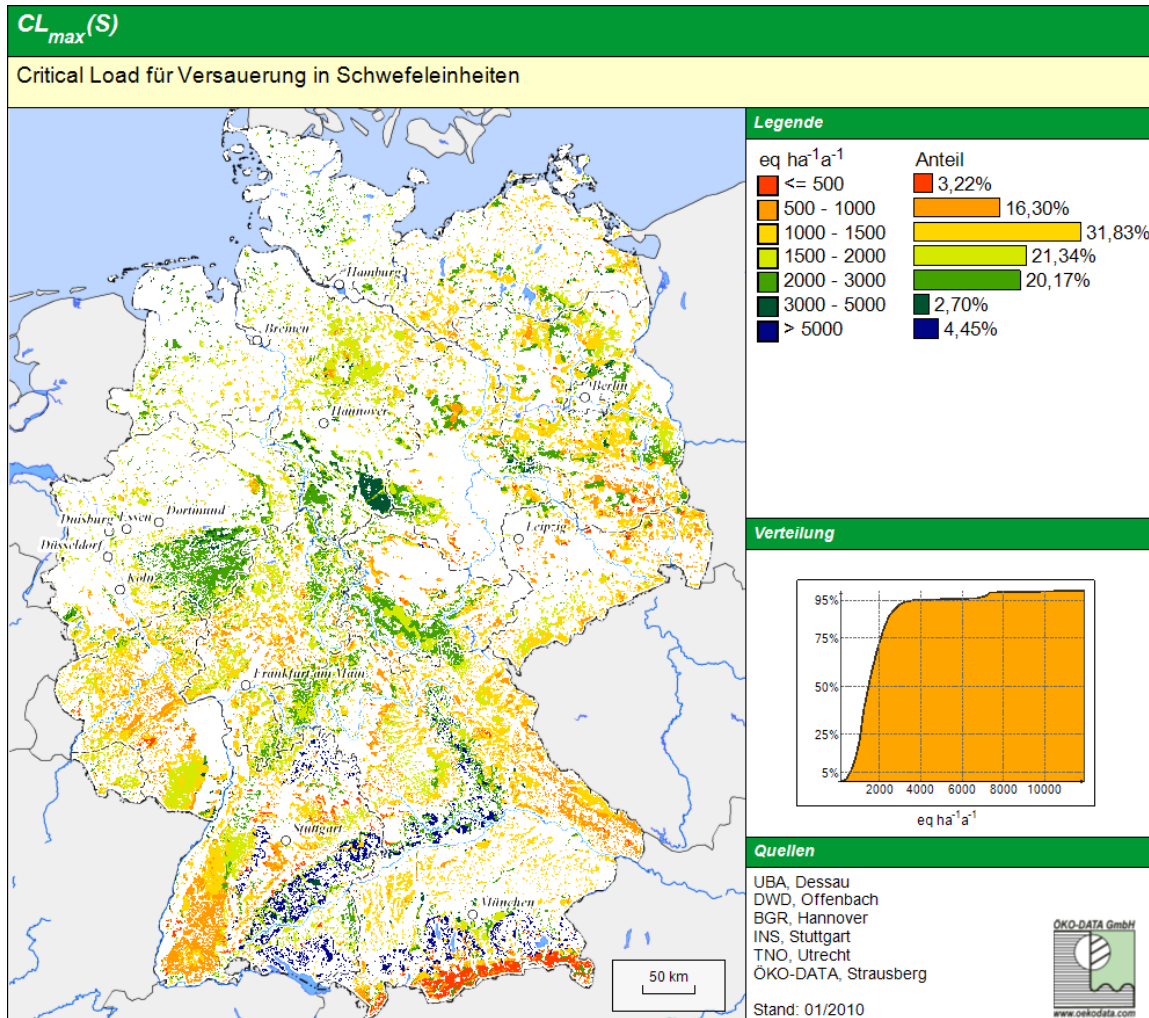 CLmax(S)
Critical Load für Versauerung in Schwefeleinheiten
Hamburg
Bremen
Berlin
Hannover
Duisburg Essen Dortmund
Düsseldorf
Leipzig
Köln
Frankfurt am Main
Stuttgart
München
50 km
Legende
eq ha-1a-1 Anteil
<= 500 3,22%
500 - 1000 16,30%
1000 - 1500 31,83%
1500 - 2000 21,34%
2000 - 3000 20,17%
3000 - 5000 2,70%
> 5000 4,45%
Verteilung
95%
75%
50%
25%
5%
2000 4000 6000 8000 10000
eq ha-1a-1
Quellen
UBA, Dessau
DWD, Offenbach
BGR, Hannover
INS, Stuttgart
TNO, Utrecht
ÖKO-DATA, Strausberg
Stand: 01/2010
ÖKO-DATA GmbH
www.oekodata.com